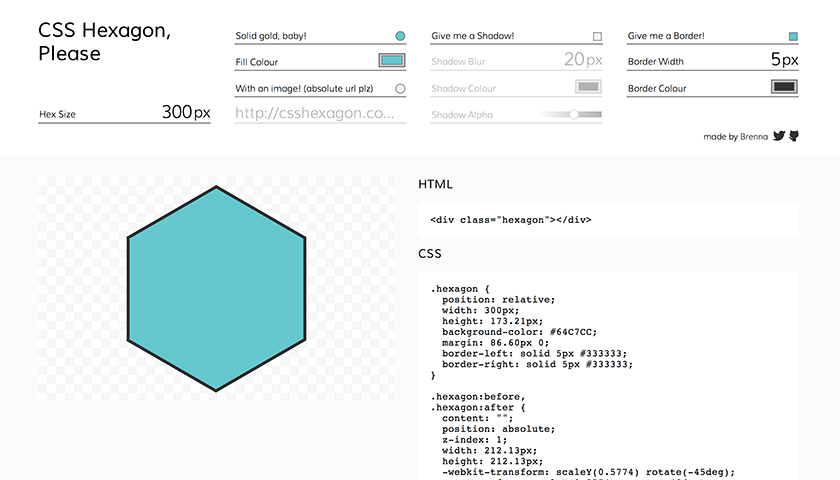 CSS Hexagon,
Please
Hex Size 300px
Solid gold, baby!
Fill Colour
With an image! (absolute url plz)
http://csshexagon.co...
Give me a Shadow!
Shadow Blur 20px
Shadow Colour
Shadow Alpha
Give me a Border!
Border Width 5px
Border Colour
made by Brenna
HTML
<div class="hexagon"></div>
CSS
.hexagon {
position: relative;
width: 300px;
height: 173.21px;
background-color: #64C7CC;
margin: 86.60px 0;
border-left: solid 5px #333333;
border-right: solid 5px #333333;
}
.hexagon:before,
.hexagon:after {
content: "";
position: absolute;
z-index: 1;
width: 212.13px;
height: 212.13px;
-webkit-transform: scaleY(0.5774) rotate(-45deg);